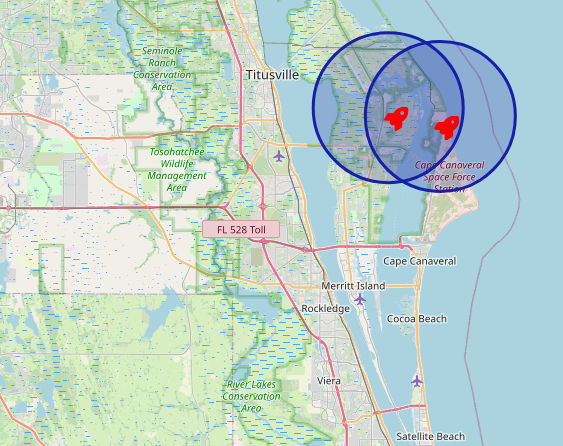 Seminole
Ranch
Conservation
Area
Titusville
Tosohatchee
Wildlife
Management
Area
Cape Canaveral
Space Force
Station
FL 528 Toll
Cape Canaveral
Merritt Island
Rockledge
Cocoa Beach
Viera
River Lakes
Conservation
Area
Satellite Beach